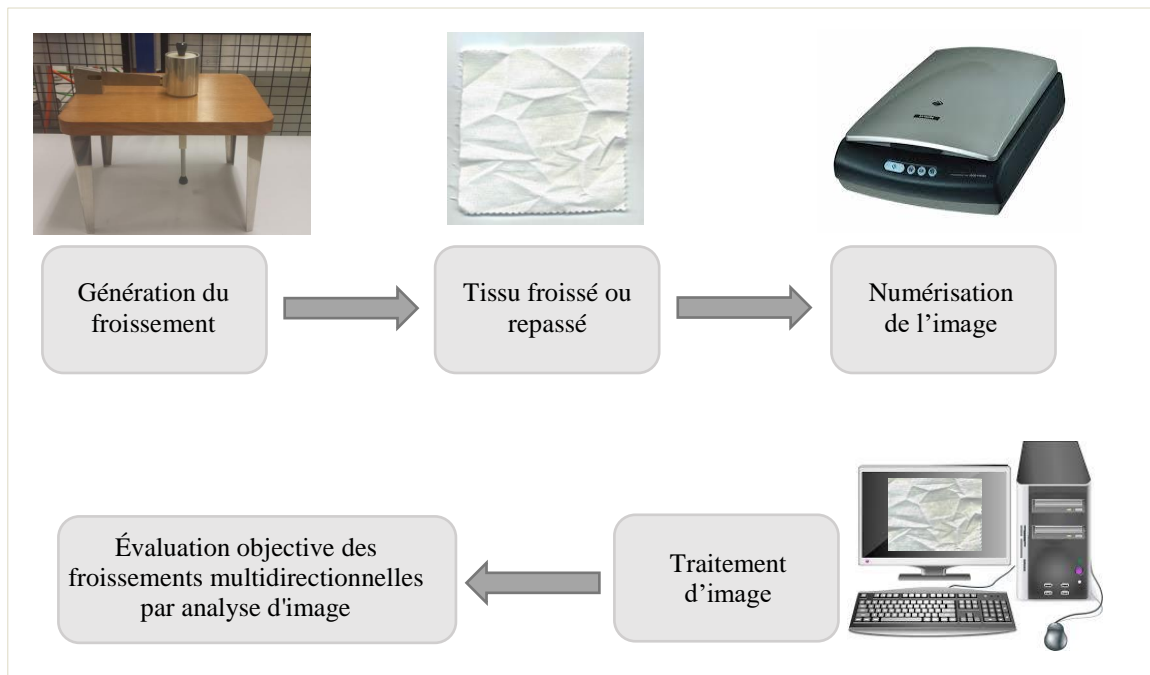 Génération du
froissement
Tissu froissé ou
repassé
Numérisation
de l’image
Évaluation objective des
froissements multidirectionnelles
par analyse d'image
Traitement
d’image